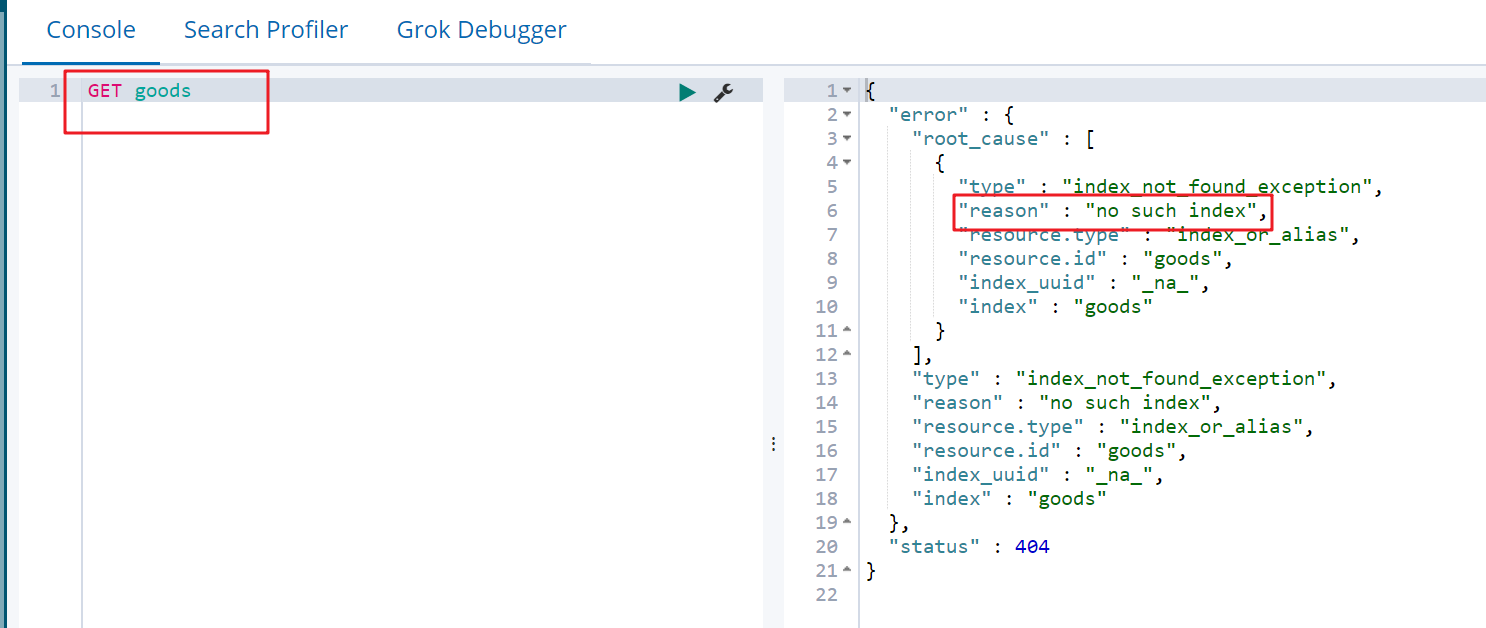 Console Search Profiler Grok Debugger
1 GET goods
1 {
2 "error" : {
3 "root_cause" : [
4 {
5 "type" : "index_not_found_exception",
6 "reason" : "no such index",
7 "resource.type" : "index_or_alias",
8 "resource.id" : "goods",
9 "index_uuid" : "_na_",
10 "index" : "goods"
11 }
12 ],
13 "type" : "index_not_found_exception",
14 "reason" : "no such index",
15 "resource.type" : "index_or_alias",
16 "resource.id" : "goods",
17 "index_uuid" : "_na_",
18 "index" : "goods"
19 },
20 "status" : 404
21 }
22